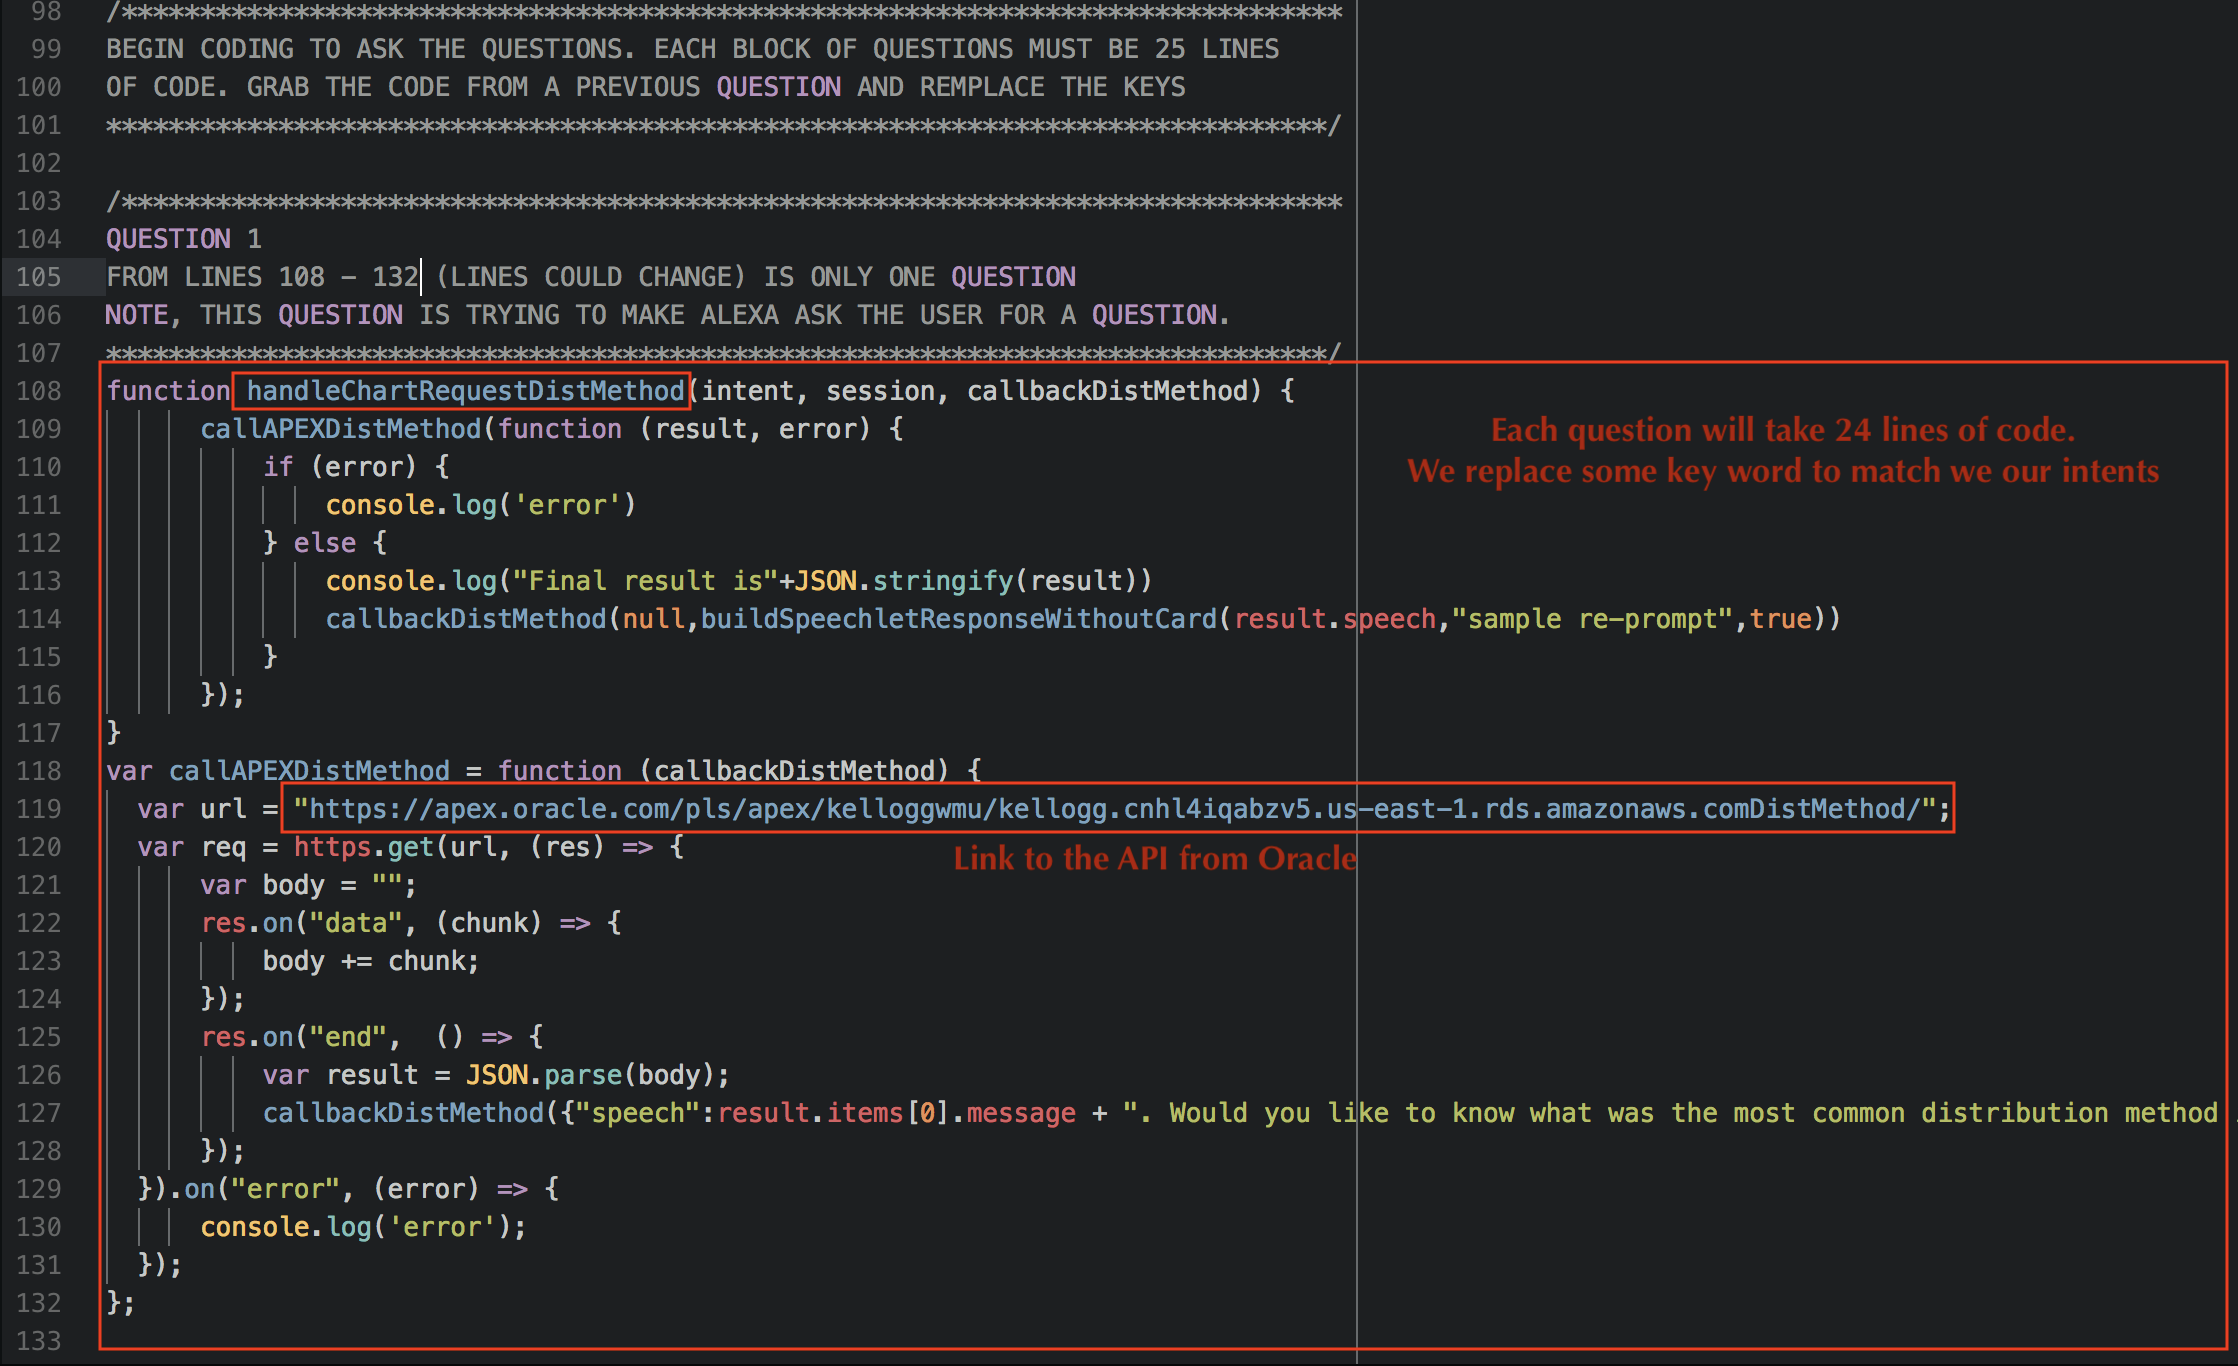 98 /******************************************************************************
99 BEGIN CODING TO ASK THE QUESTIONS. EACH BLOCK OF QUESTIONS MUST BE 25 LINES
100 OF CODE. GRAB THE CODE FROM A PREVIOUS QUESTION AND REMPLACE THE KEYS
101 ******************************************************************************/
102
103 /******************************************************************************
104 QUESTION 1
105 FROM LINES 108 - 132 (LINES COULD CHANGE) IS ONLY ONE QUESTION
106 NOTE, THIS QUESTION IS TRYING TO MAKE ALEXA ASK THE USER FOR A QUESTION.
107 ******************************************************************************/
108 function handleChartRequestDistMethod(intent, session, callbackDistMethod) {
109 callAPEXDistMethod(function (result, error) {
Each question will take 24 lines of code.
110 if (error) {
We replace some key word to match we our intents
111 console.log('error')
112 } else {
113 console.log("Final result is"+JSON.stringify(result))
114 callbackDistMethod(null,buildSpeechletResponseWithoutCard(result.speech,"sample re-prompt",true))
115 }
116 });
117 }
118 var callAPEXDistMethod = function (callbackDistMethod) {
119 var url = "https://apex.oracle.com/pls/apex/kelloggwmu/kellogg.cnhl4iqabzv5.us-east-1.rds.amazonaws.comDistMethod/";
120 var req = https.get(url, (res) => {
Link to the API from Oracle
121 var body = "";
122 res.on("data", (chunk) => {
123 body += chunk;
124 });
125 res.on("end",  () => {
126 var result = JSON.parse(body);
127 callbackDistMethod({"speech":result.items[0].message + ". Would you like to know what was the most common distribution method
128 });
129 }).on("error", (error) => {
130 console.log('error');
131 });
132 };
133